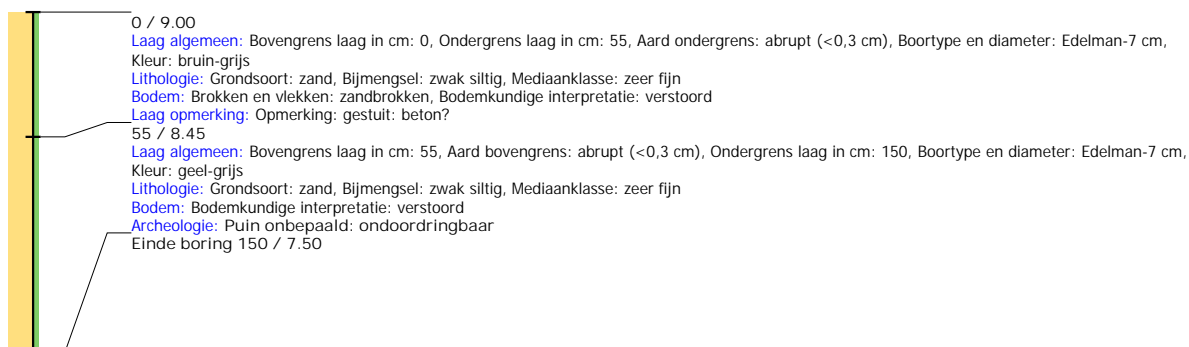 0 / 9.00
Laag algemeen: Bovengrens laag in cm: 0, Ondergrens laag in cm: 55, Aard ondergrens: abrupt (<0,3 cm), Boortype en diameter: Edelman-7 cm,
Kleur: bruin-grijs
Lithologie: Grondsoort: zand, Bijmengsel: zwak siltig, Mediaanklasse: zeer fijn
Bodem: Brokken en vlekken: zandbrokken, Bodemkundige interpretatie: verstoord
Laag opmerking: Opmerking: gestuit: beton?
55 / 8.45
Laag algemeen: Bovengrens laag in cm: 55, Aard bovengrens: abrupt (<0,3 cm), Ondergrens laag in cm: 150, Boortype en diameter: Edelman-7 cm,
Kleur: geel-grijs
Lithologie: Grondsoort: zand, Bijmengsel: zwak siltig, Mediaanklasse: zeer fijn
Bodem: Bodemkundige interpretatie: verstoord
Archeologie: Puin onbepaald: ondoordringbaar
Einde boring 150 / 7.50